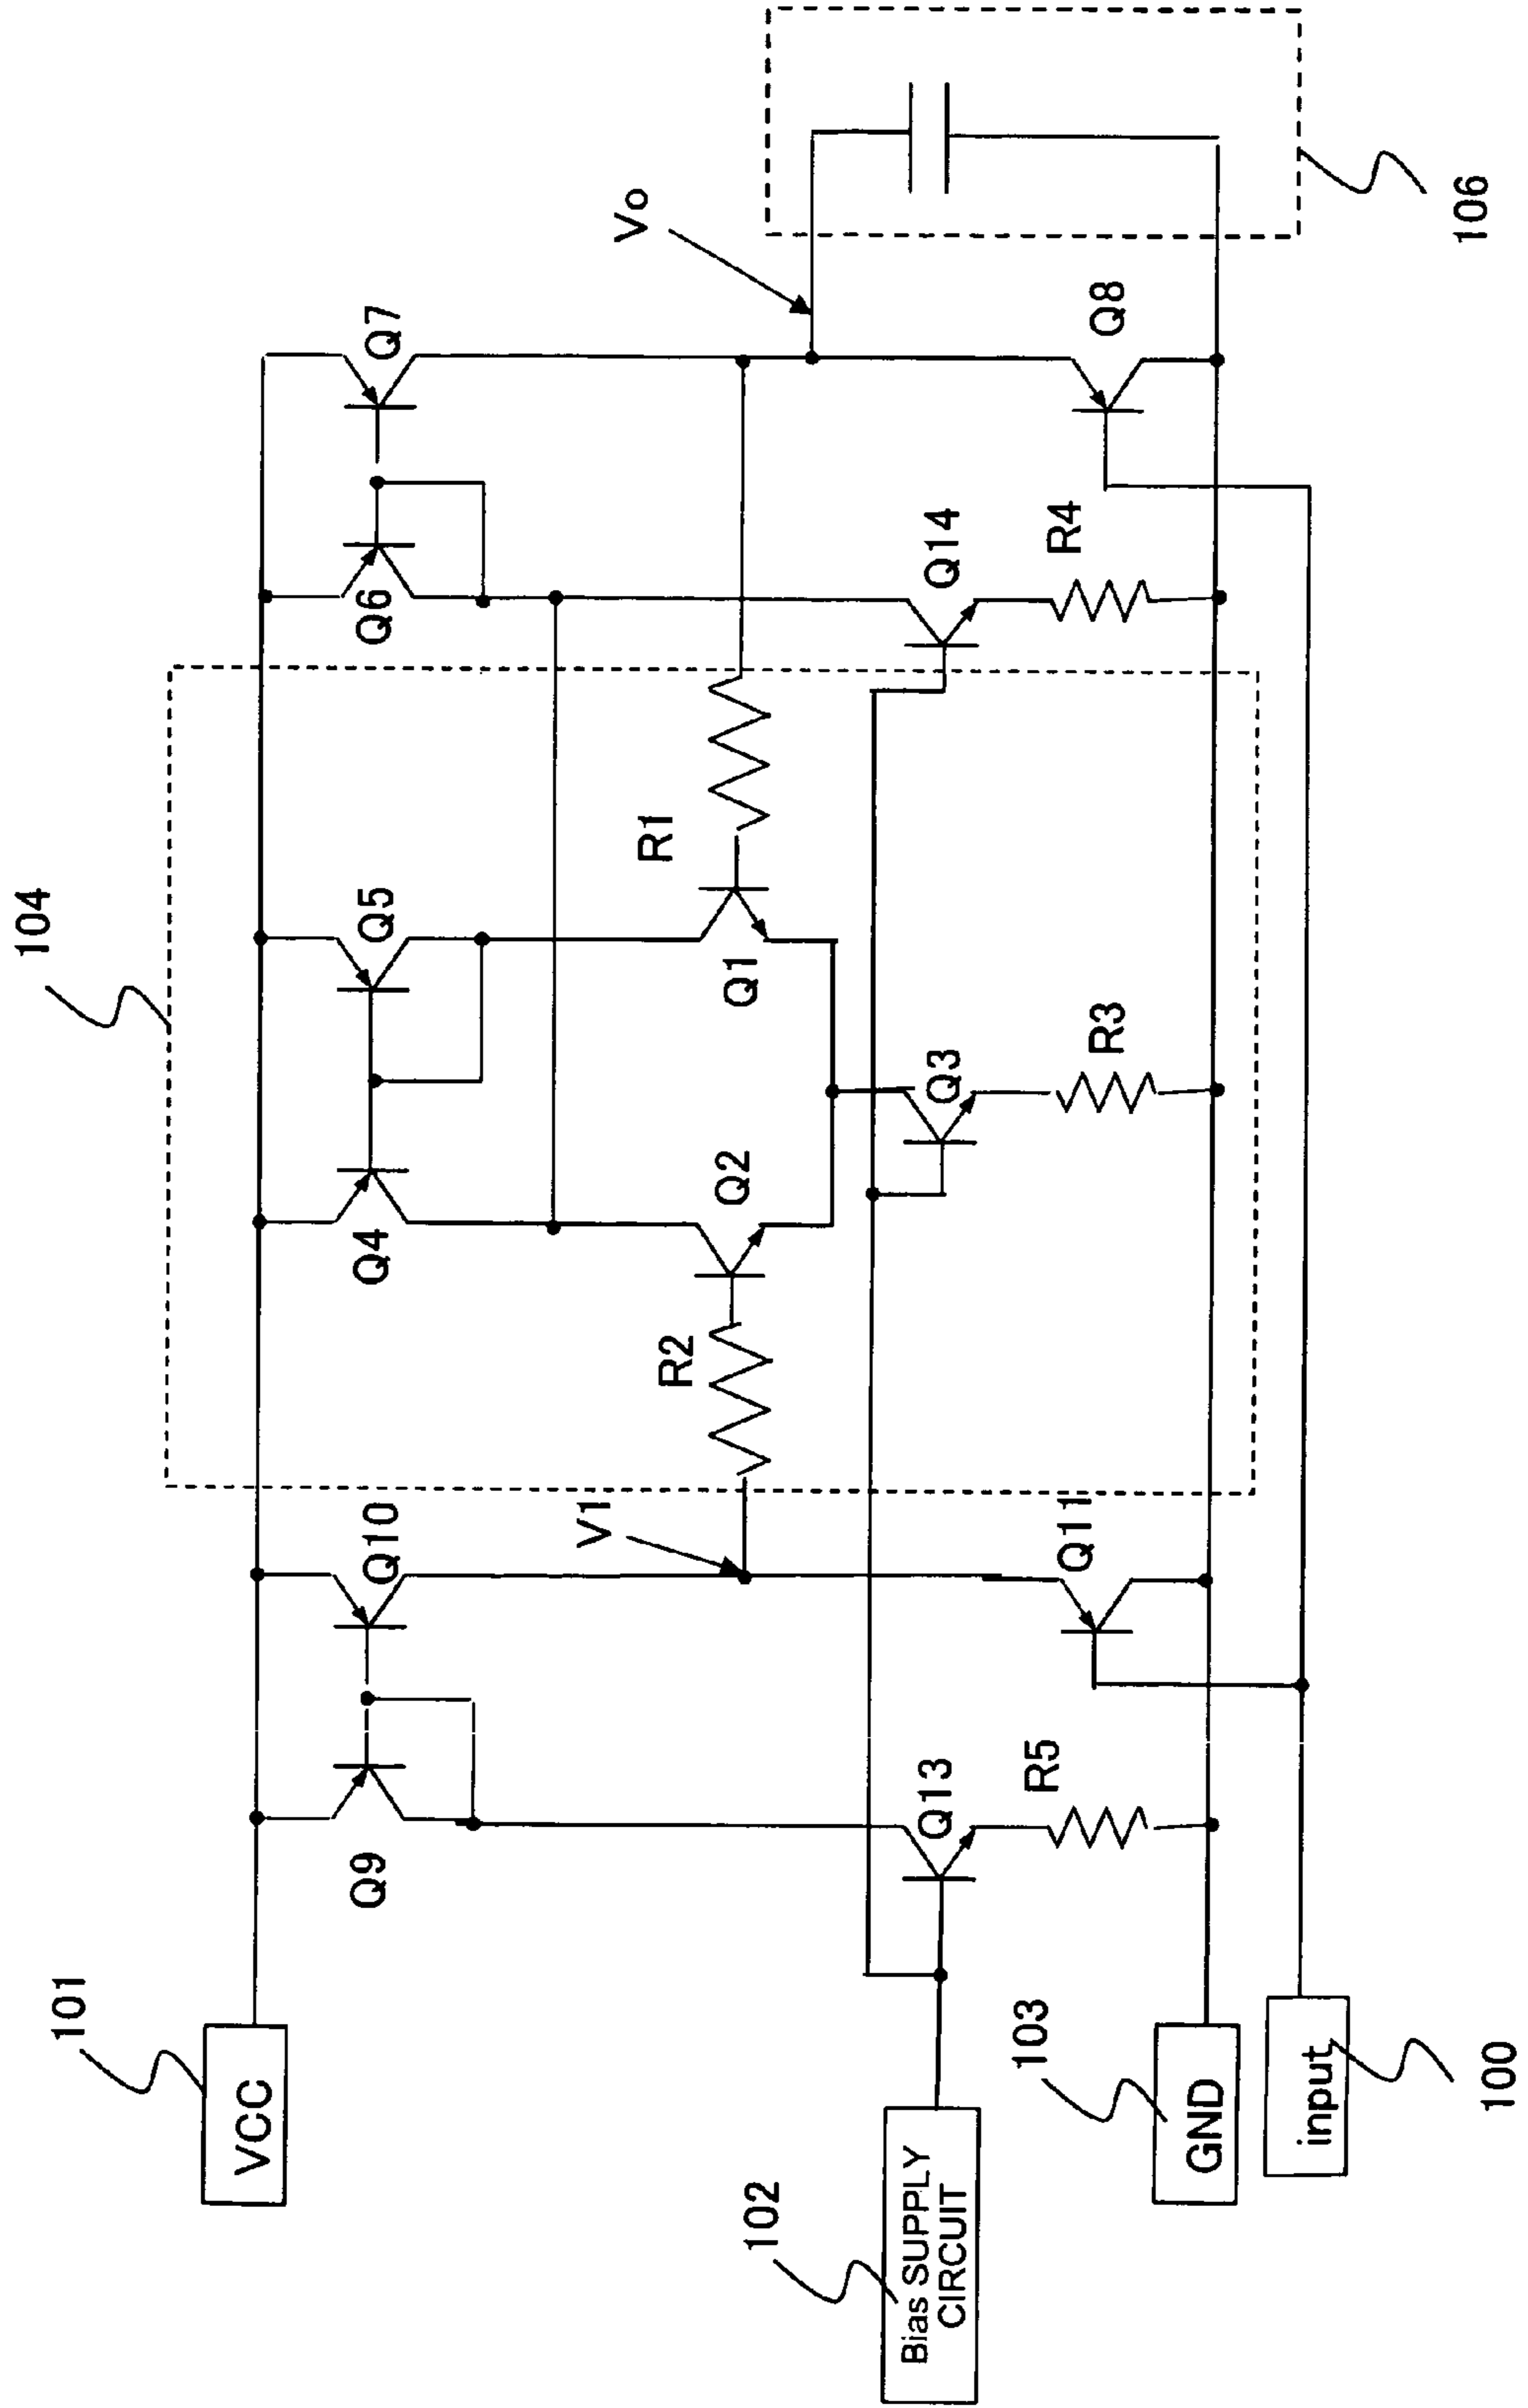 104
101
VCC
Q9
Q10
Q4
Q5
Q6
Q7
V1
R2
Q2
Q1
R1
Vo
102
Bias SUPPLY
CIRCUIT
Q13
R5
Q11
Q3
R3
Q14
R4
Q8
103
GND
input
100
106